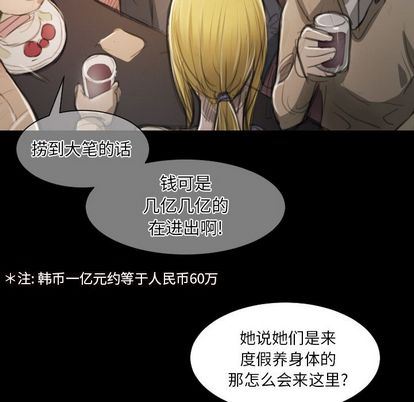 捞到大笔的话
钱可是
几亿几亿的
在进出啊!
＊注: 韩币一亿元约等于人民币60万
她说她们是来
度假养身体的
那怎么会来这里?